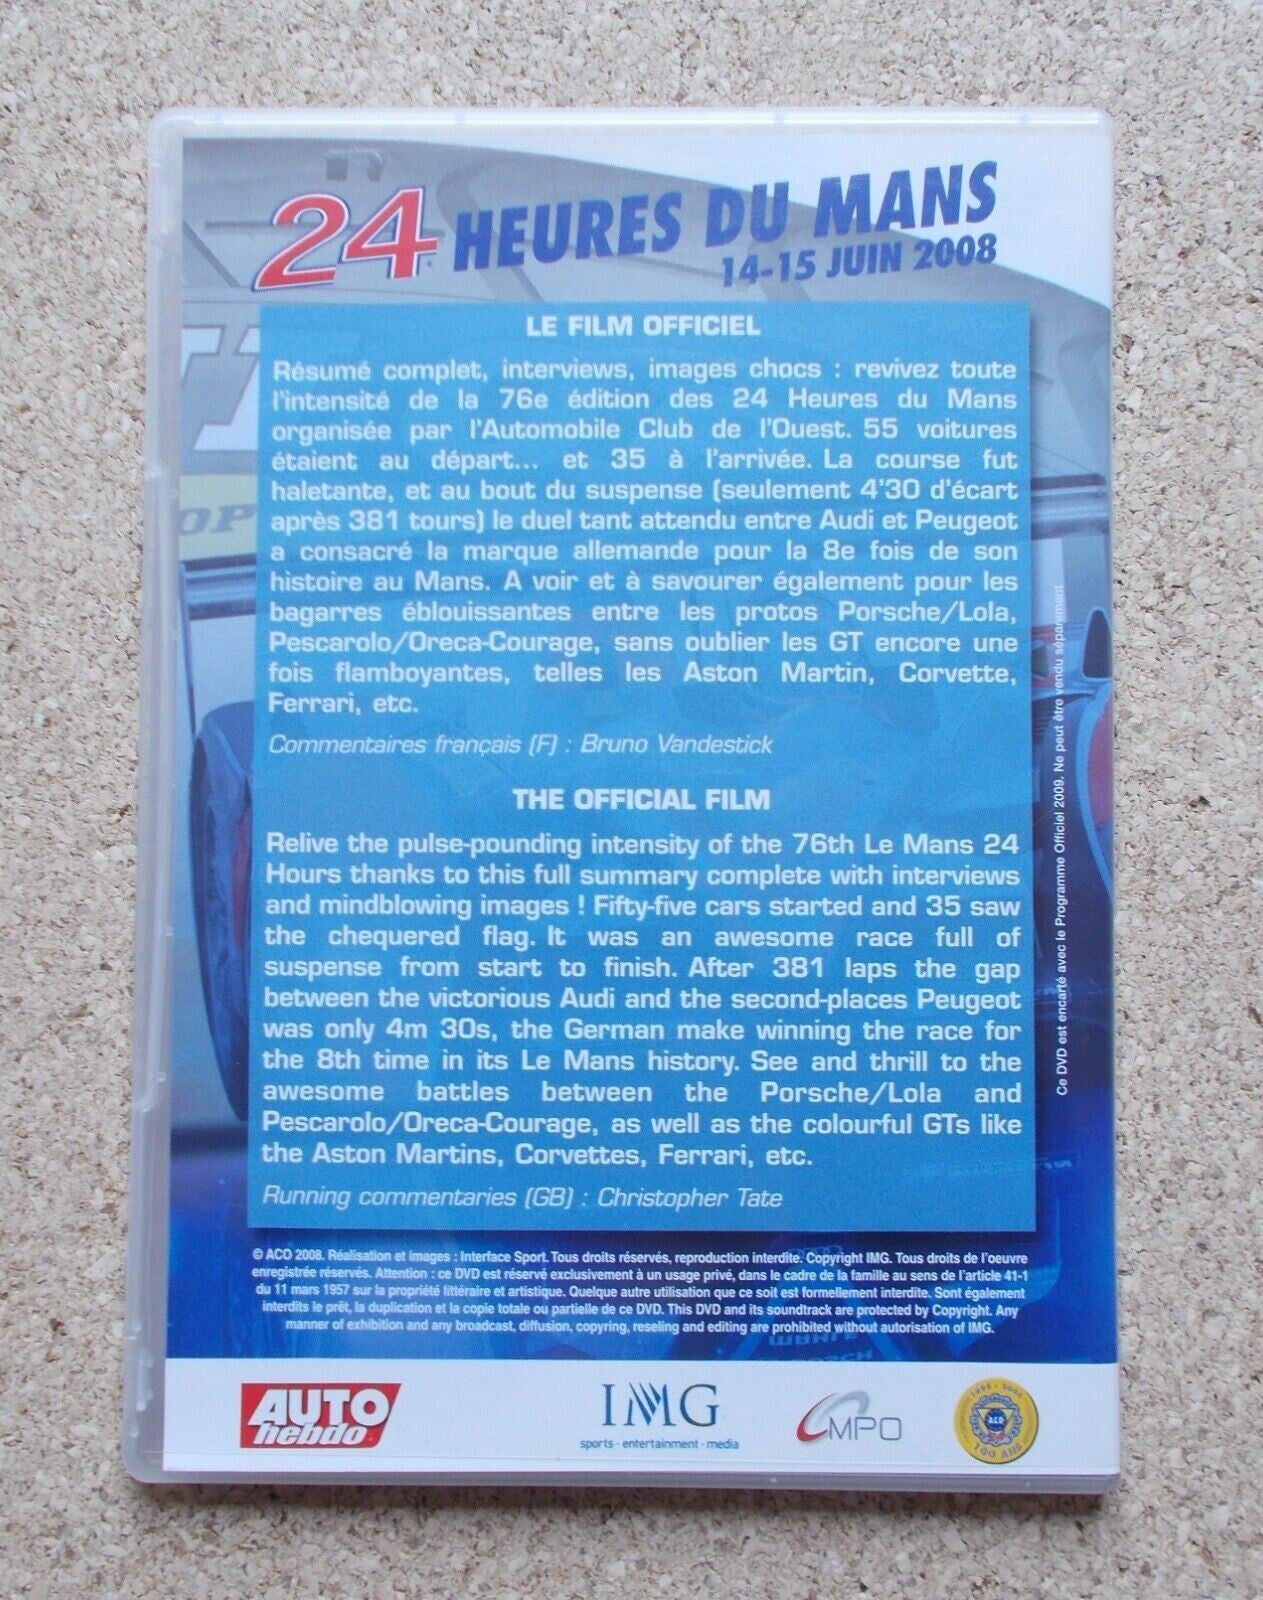 24 HEURES DU MANS
14-15 JUIN 2008
LE FILM OFFICIEL
Résumé complet, interviews, images chocs : revivez toute
l'intensité de la 76e édition des 24 Heures du Mans
organisée par l'Automobile Club de l'Ouest. 55 voitures
étaient au départ... et 35 à l'arrivée. La course fut
haletante, et au bout du suspense (seulement 4'30 d'écart
après 381 tours) le duel tant attendu entre Audi et Peugeot
a consacré la marque allemande pour la 8e fois de son
histoire au Mans. A voir et à savourer également pour les
bagarres éblouissantes entre les protos Porsche/Lola,
Pescarolo/Oreca-Courage, sans oublier les GT encore une
fois flamboyantes, telles les Aston Martin, Corvette,
Ferrari, etc.
Commentaires français (F) : Bruno Vandestick
THE OFFICIAL FILM
Relive the pulse-pounding intensity of the 76th Le Mans 24
Hours thanks to this full summary complete with interviews
and mindblowing images ! Fifty-five cars started and 35 saw
the chequered flag. It was an awesome race full of
suspense from start to finish. After 381 laps the gap
between the victorious Audi and the second-places Peugeot
was only 4m 30s, the German make winning the race for
the 8th time in its Le Mans history. See and thrill to the
awesome battles between the Porsche/Lola and
Pescarolo/Oreca-Courage, as well as the colourful GTs like
the Aston Martins, Corvettes, Ferrari, etc.
Running commentaries (GB) : Christopher Tate
Ce DVD est encarté avec le Programme Officiel 2009. Ne peut être vendu séparément
© ACO 2008. Réalisation et images : Interface Sport. Tous droits réservés, reproduction interdite. Copyright IMG. Tous droits de l'oeuvre
enregistrée réservés. Attention : ce DVD est réservé exclusivement à un usage privé, dans le cadre de la famille au sens de l'article 41-1
du 11 mars 1957 sur la propriété littéraire et artistique. Quelque autre utilisation que ce soit est formellement interdite. Sont également
interdits le prêt, la duplication et la copie totale ou partielle de ce DVD. This DVD and its soundtrack are protected by Copyright. Any
manner of exhibition and any broadcast, diffusion, copying, reseling and editing are prohibited without autorisation of IMG.
AUTO
hebdo
IMG
sports · entertainment · media
MPO
A.C.O
100 ANS